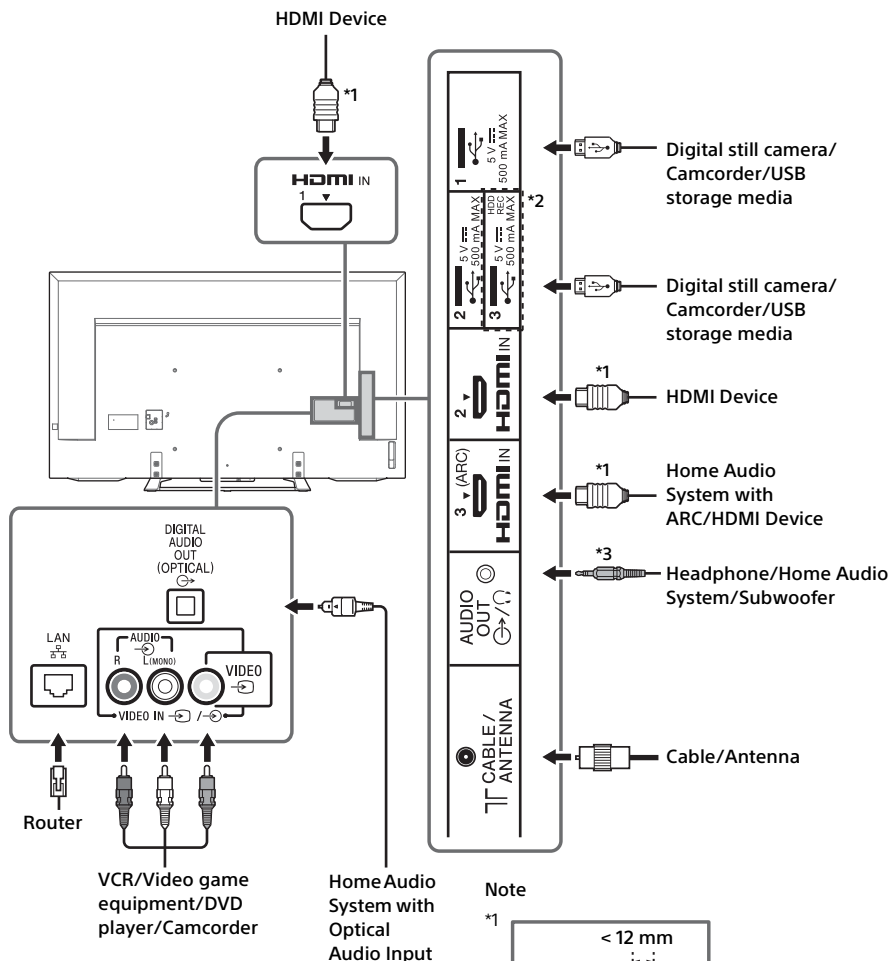 HDMI Device
*1
HDMI IN
1
1
5 V
500 mA MAX
Digital still camera/
Camcorder/USB
storage media
*2
2
5 V
500 mA MAX
3
5 V
500 mA MAX
HDD
REC
Digital still camera/
Camcorder/USB
storage media
2
HDMI IN
*1
HDMI Device
3 (ARC)
HDMI IN
*1
Home Audio
System with
ARC/HDMI Device
AUDIO
OUT
*3
Headphone/Home Audio
System/Subwoofer
CABLE/
ANTENNA
Cable/Antenna
DIGITAL
AUDIO
OUT
(OPTICAL)
LAN
AUDIO
R
L(MONO)
VIDEO
VIDEO IN /
Router
VCR/Video game
equipment/DVD
player/Camcorder
Home Audio
System with
Optical
Audio Input
Note
*1
< 12 mm